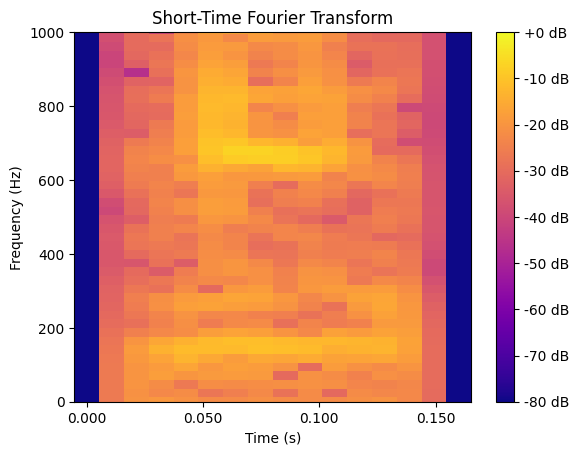 Short-Time Fourier Transform
1000
800
600
400
200
0
Frequency (Hz)
0.000
0.050
0.100
0.150
Time (s)
+0 dB
-10 dB
-20 dB
-30 dB
-40 dB
-50 dB
-60 dB
-70 dB
-80 dB